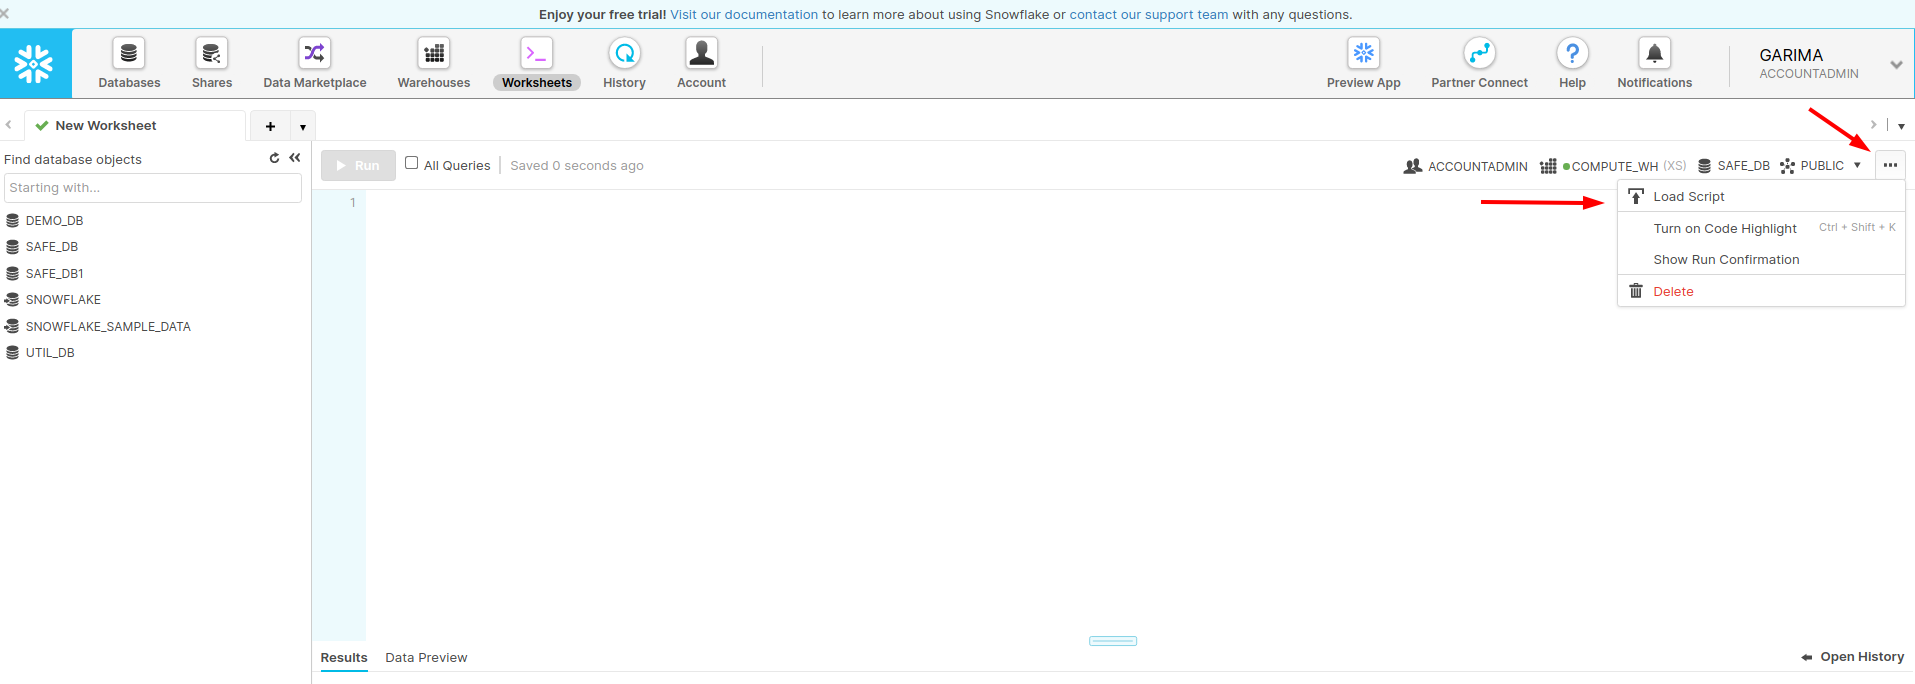 Enjoy your free trial! Visit our documentation to learn more about using Snowflake or contact our support team with any questions.
Databases Shares Data Marketplace Warehouses Worksheets History Account Preview App Partner Connect Help Notifications
GARIMA
ACCOUNTADMIN
New Worksheet
Find database objects
Starting with...
DEMO_DB
SAFE_DB
SAFE_DB1
SNOWFLAKE
SNOWFLAKE_SAMPLE_DATA
UTIL_DB
Run All Queries Saved 0 seconds ago ACCOUNTADMIN COMPUTE_WH (XS) SAFE_DB PUBLIC
1
Load Script
Turn on Code Highlight Ctrl + Shift + K
Show Run Confirmation
Delete
Results Data Preview Open History